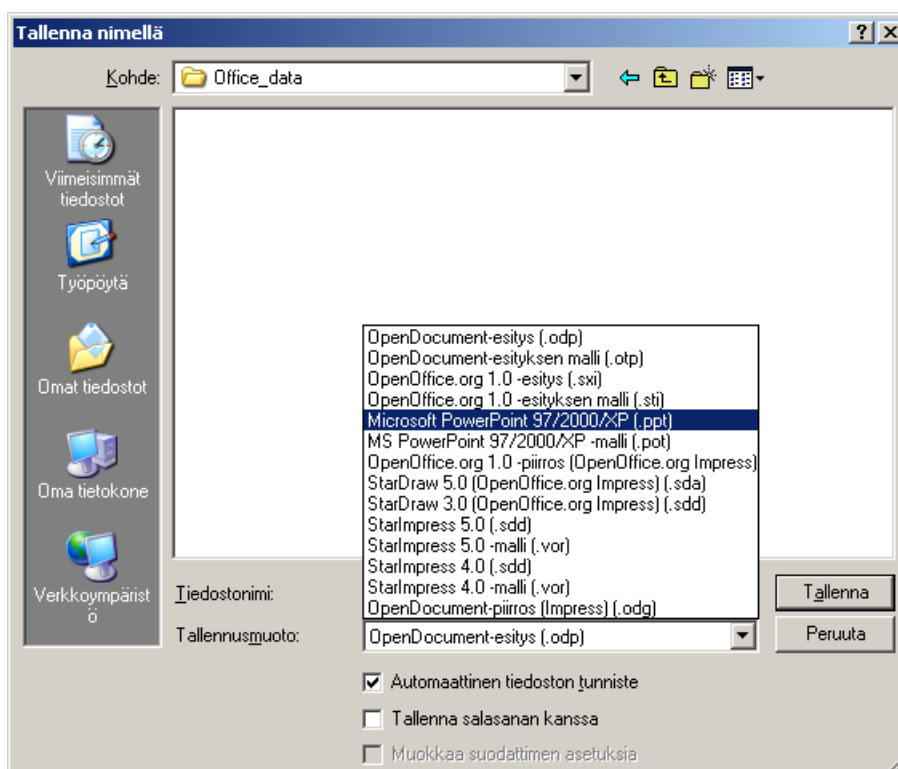 Tallenna nimellä
Kohde:
Office_data
Viimeisimmät
tiedostot
Työpöytä
Omat tiedostot
Oma tietokone
Verkkoympärist
ö
OpenDocument-esitys (.odp)
OpenDocument-esityksen malli (.otp)
OpenOffice.org 1.0 -esitys (.sxi)
OpenOffice.org 1.0 -esityksen malli (.sti)
Microsoft PowerPoint 97/2000/XP (.ppt)
MS PowerPoint 97/2000/XP -malli (.pot)
OpenOffice.org 1.0 -piirros (OpenOffice.org Impress)
StarDraw 5.0 (OpenOffice.org Impress) (.sda)
StarDraw 3.0 (OpenOffice.org Impress) (.sdd)
StarImpress 5.0 (.sdd)
StarImpress 5.0 -malli (.vor)
StarImpress 4.0 (.sdd)
StarImpress 4.0 -malli (.vor)
OpenDocument-piirros (Impress) (.odg)
Tiedostonimi:
Tallenna
Tallennusmuoto:
OpenDocument-esitys (.odp)
Peruuta
Automaattinen tiedoston tunniste
Tallenna salasanan kanssa
Muokkaa suodattimen asetuksia